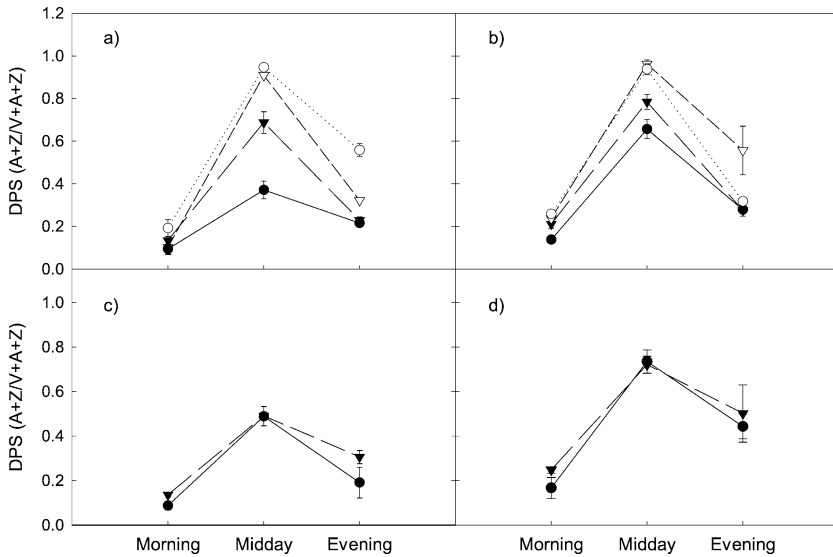 1.2
a)
b)
1.0
0.8
0.6
0.4
0.2
0.0
DPS (A+Z/V+A+Z)
c)
d)
1.0
0.8
0.6
0.4
0.2
0.0
DPS (A+Z/V+A+Z)
Morning Midday Evening Morning Midday Evening